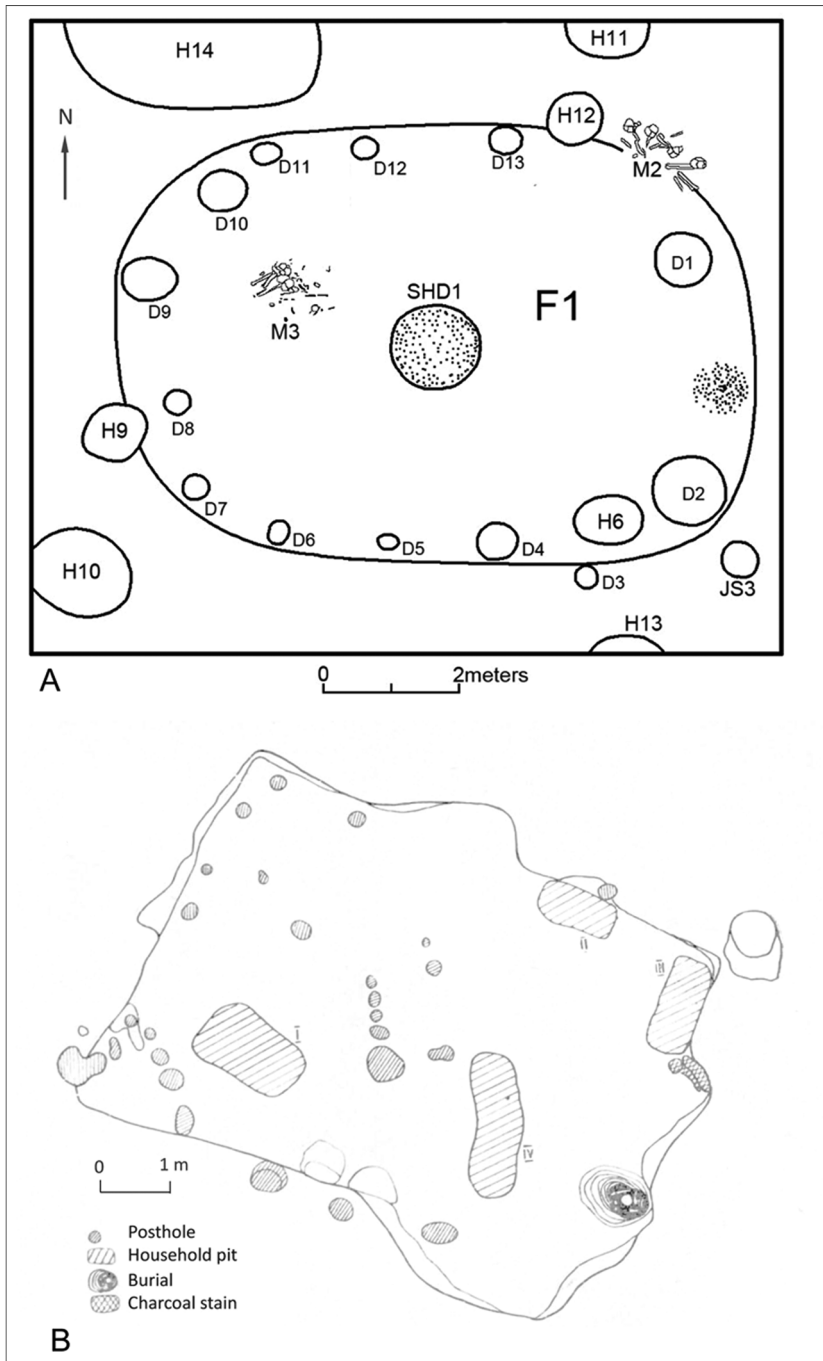 H14
H11
N
H12
M2
D11
D12
D13
D10
D1
SHD1
F1
D9
M3
D8
H9
D7
D2
H6
D6
D5
D4
H10
D3
JS3
H13
A
0 2meters
II
III
I
IV
0 1 m
Posthole
Household pit
Burial
Charcoal stain
B